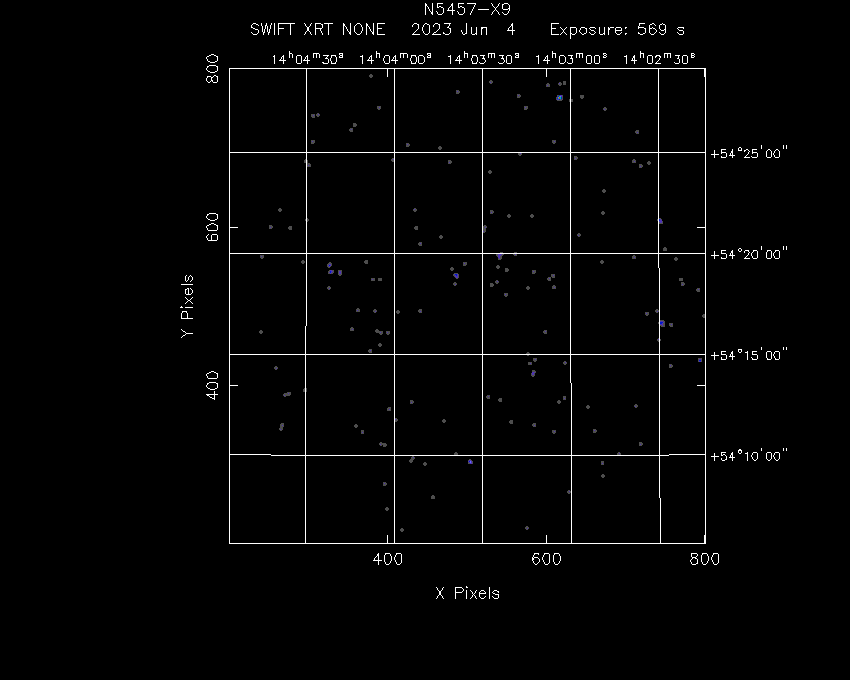 N5457-X9
SWIFT XRT NONE 2023 Jun 4 Exposure: 569 s
14ʰ04ᵐ30ˢ 14ʰ04ᵐ00ˢ 14ʰ03ᵐ30ˢ 14ʰ03ᵐ00ˢ 14ʰ02ᵐ30ˢ
800
+54°25'00"
600
+54°20'00"
Y Pixels
+54°15'00"
400
+54°10'00"
400 600 800
X Pixels